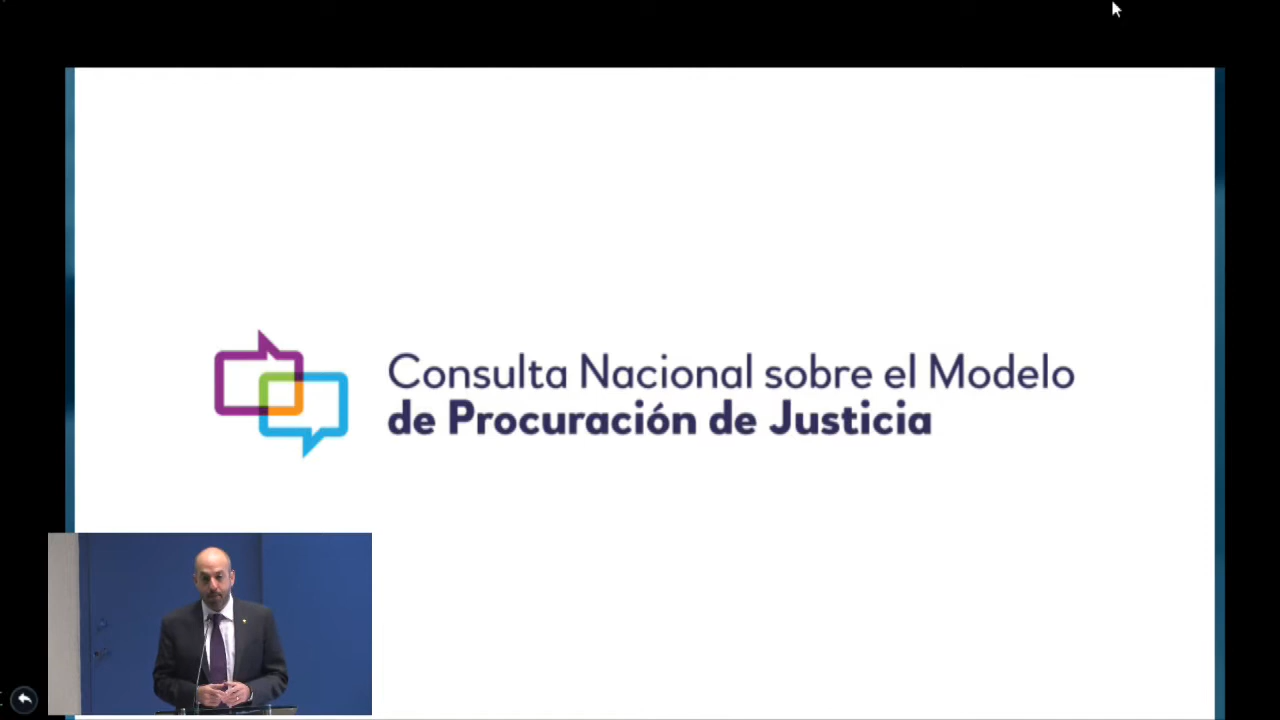 Consulta Nacional sobre el Modelo
de Procuración de Justicia